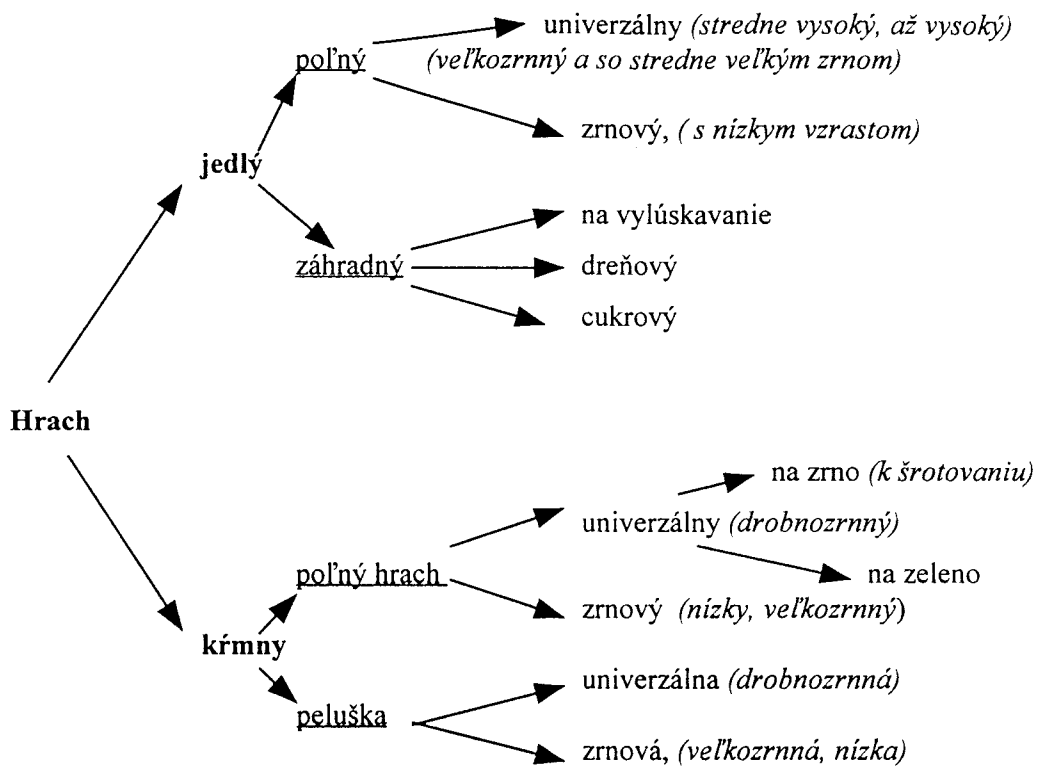 univerzálny (stredne vysoký, až vysoký)
poľný (veľkozrnný a so stredne veľkým zrnom)
zrnový, ( s nízkym vzrastom)
jedlý
na vylúskavanie
záhradný dreňový
cukrový
Hrach
na zrno (k šrotovaniu)
univerzálny (drobnozrnný)
poľný hrach na zeleno
zrnový (nízky, veľkozrnný)
kŕmny
univerzálna (drobnozrnná)
peluška
zrnová, (veľkozrnná, nízka)